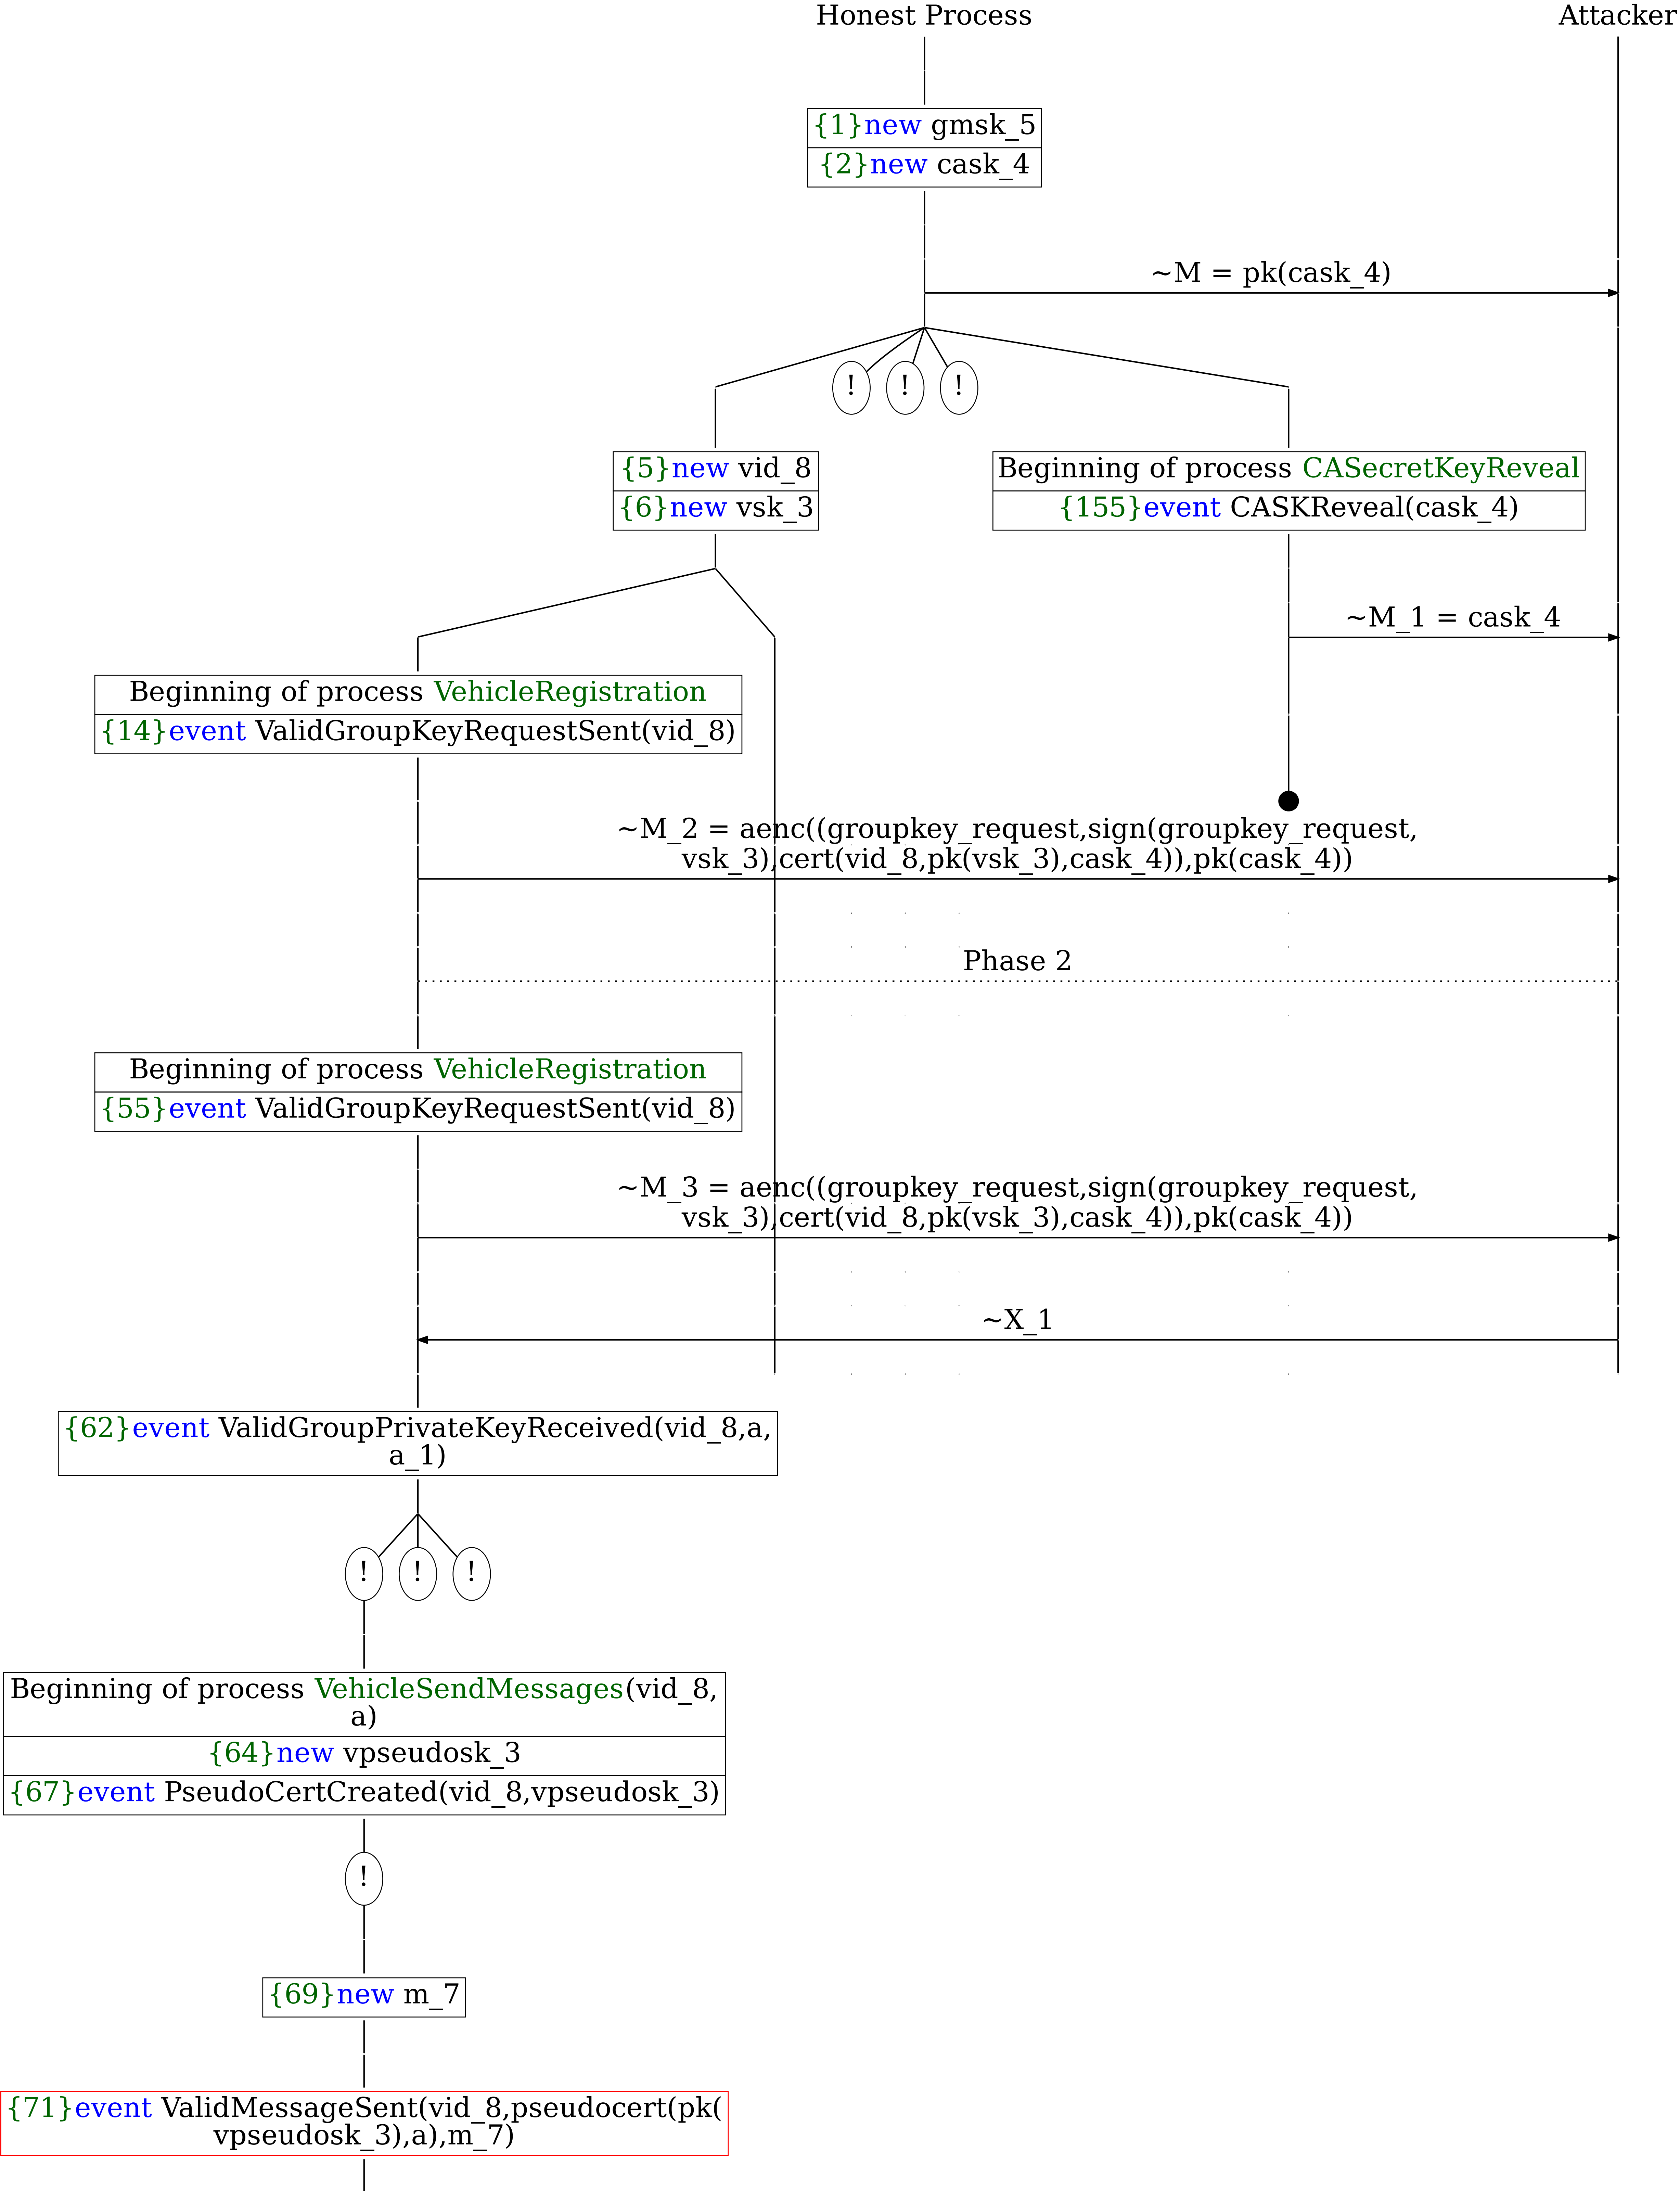 Honest Process
Attacker
{1}new gmsk_5
{2}new cask_4
~M = pk(cask_4)
!
!
!
{5}new vid_8
{6}new vsk_3
Beginning of process CASecretKeyReveal
{155}event CASKReveal(cask_4)
~M_1 = cask_4
Beginning of process VehicleRegistration
{14}event ValidGroupKeyRequestSent(vid_8)
~M_2 = aenc((groupkey_request,sign(groupkey_request,
vsk_3),cert(vid_8,pk(vsk_3),cask_4)),pk(cask_4))
Phase 2
Beginning of process VehicleRegistration
{55}event ValidGroupKeyRequestSent(vid_8)
~M_3 = aenc((groupkey_request,sign(groupkey_request,
vsk_3),cert(vid_8,pk(vsk_3),cask_4)),pk(cask_4))
~X_1
{62}event ValidGroupPrivateKeyReceived(vid_8,a,
a_1)
!
!
!
Beginning of process VehicleSendMessages(vid_8,
a)
{64}new vpseudosk_3
{67}event PseudoCertCreated(vid_8,vpseudosk_3)
!
{69}new m_7
{71}event ValidMessageSent(vid_8,pseudocert(pk(
vpseudosk_3),a),m_7)